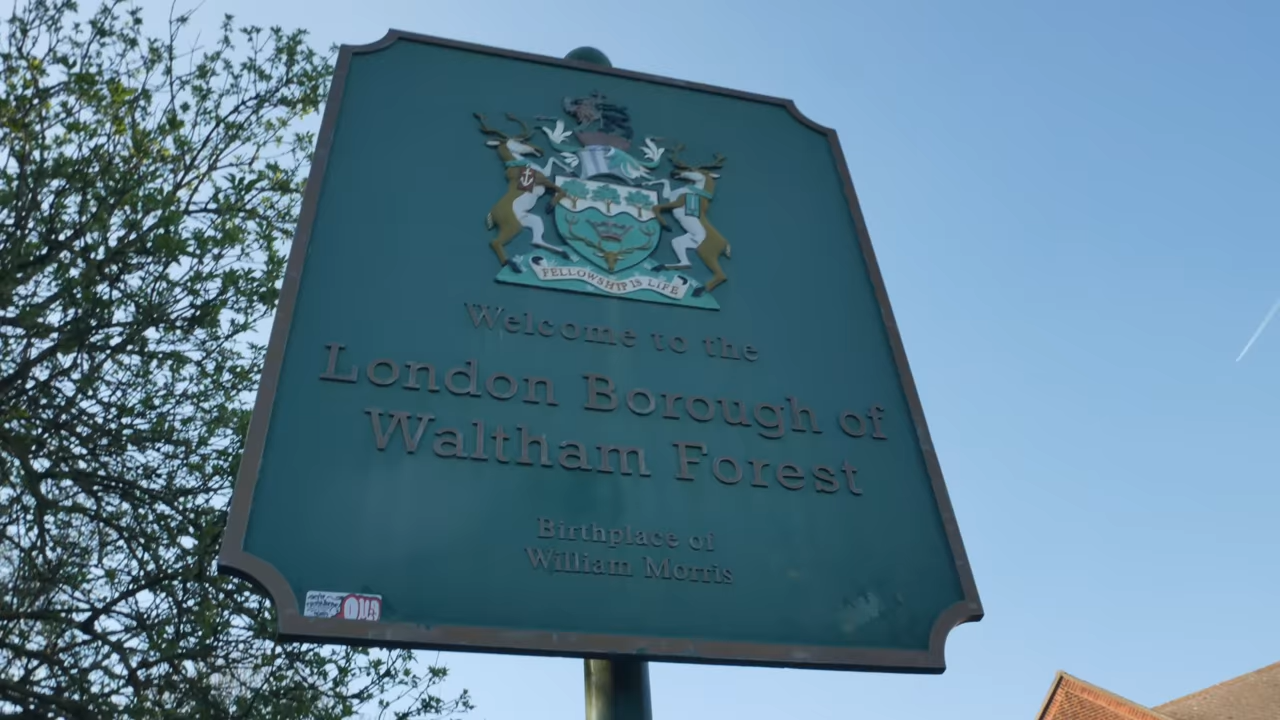 FELLOWSHIP IS LIFE
Welcome to the
London Borough of
Waltham Forest
Birthplace of
William Morris